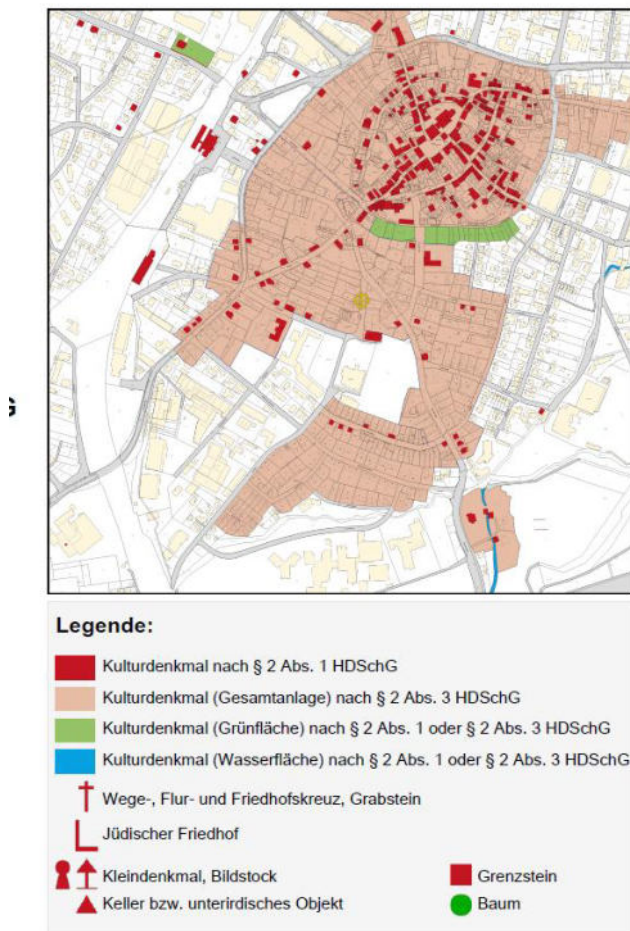 Legende:
Kulturdenkmal nach § 2 Abs. 1 HDSchG
Kulturdenkmal (Gesamtanlage) nach § 2 Abs. 3 HDSchG
Kulturdenkmal (Grünfläche) nach § 2 Abs. 1 oder § 2 Abs. 3 HDSchG
Kulturdenkmal (Wasserfläche) nach § 2 Abs. 1 oder § 2 Abs. 3 HDSchG
Wege-, Flur- und Friedhofskreuz, Grabstein
Jüdischer Friedhof
Kleindenkmal, Bildstock
Grenzstein
Keller bzw. unterirdisches Objekt
Baum